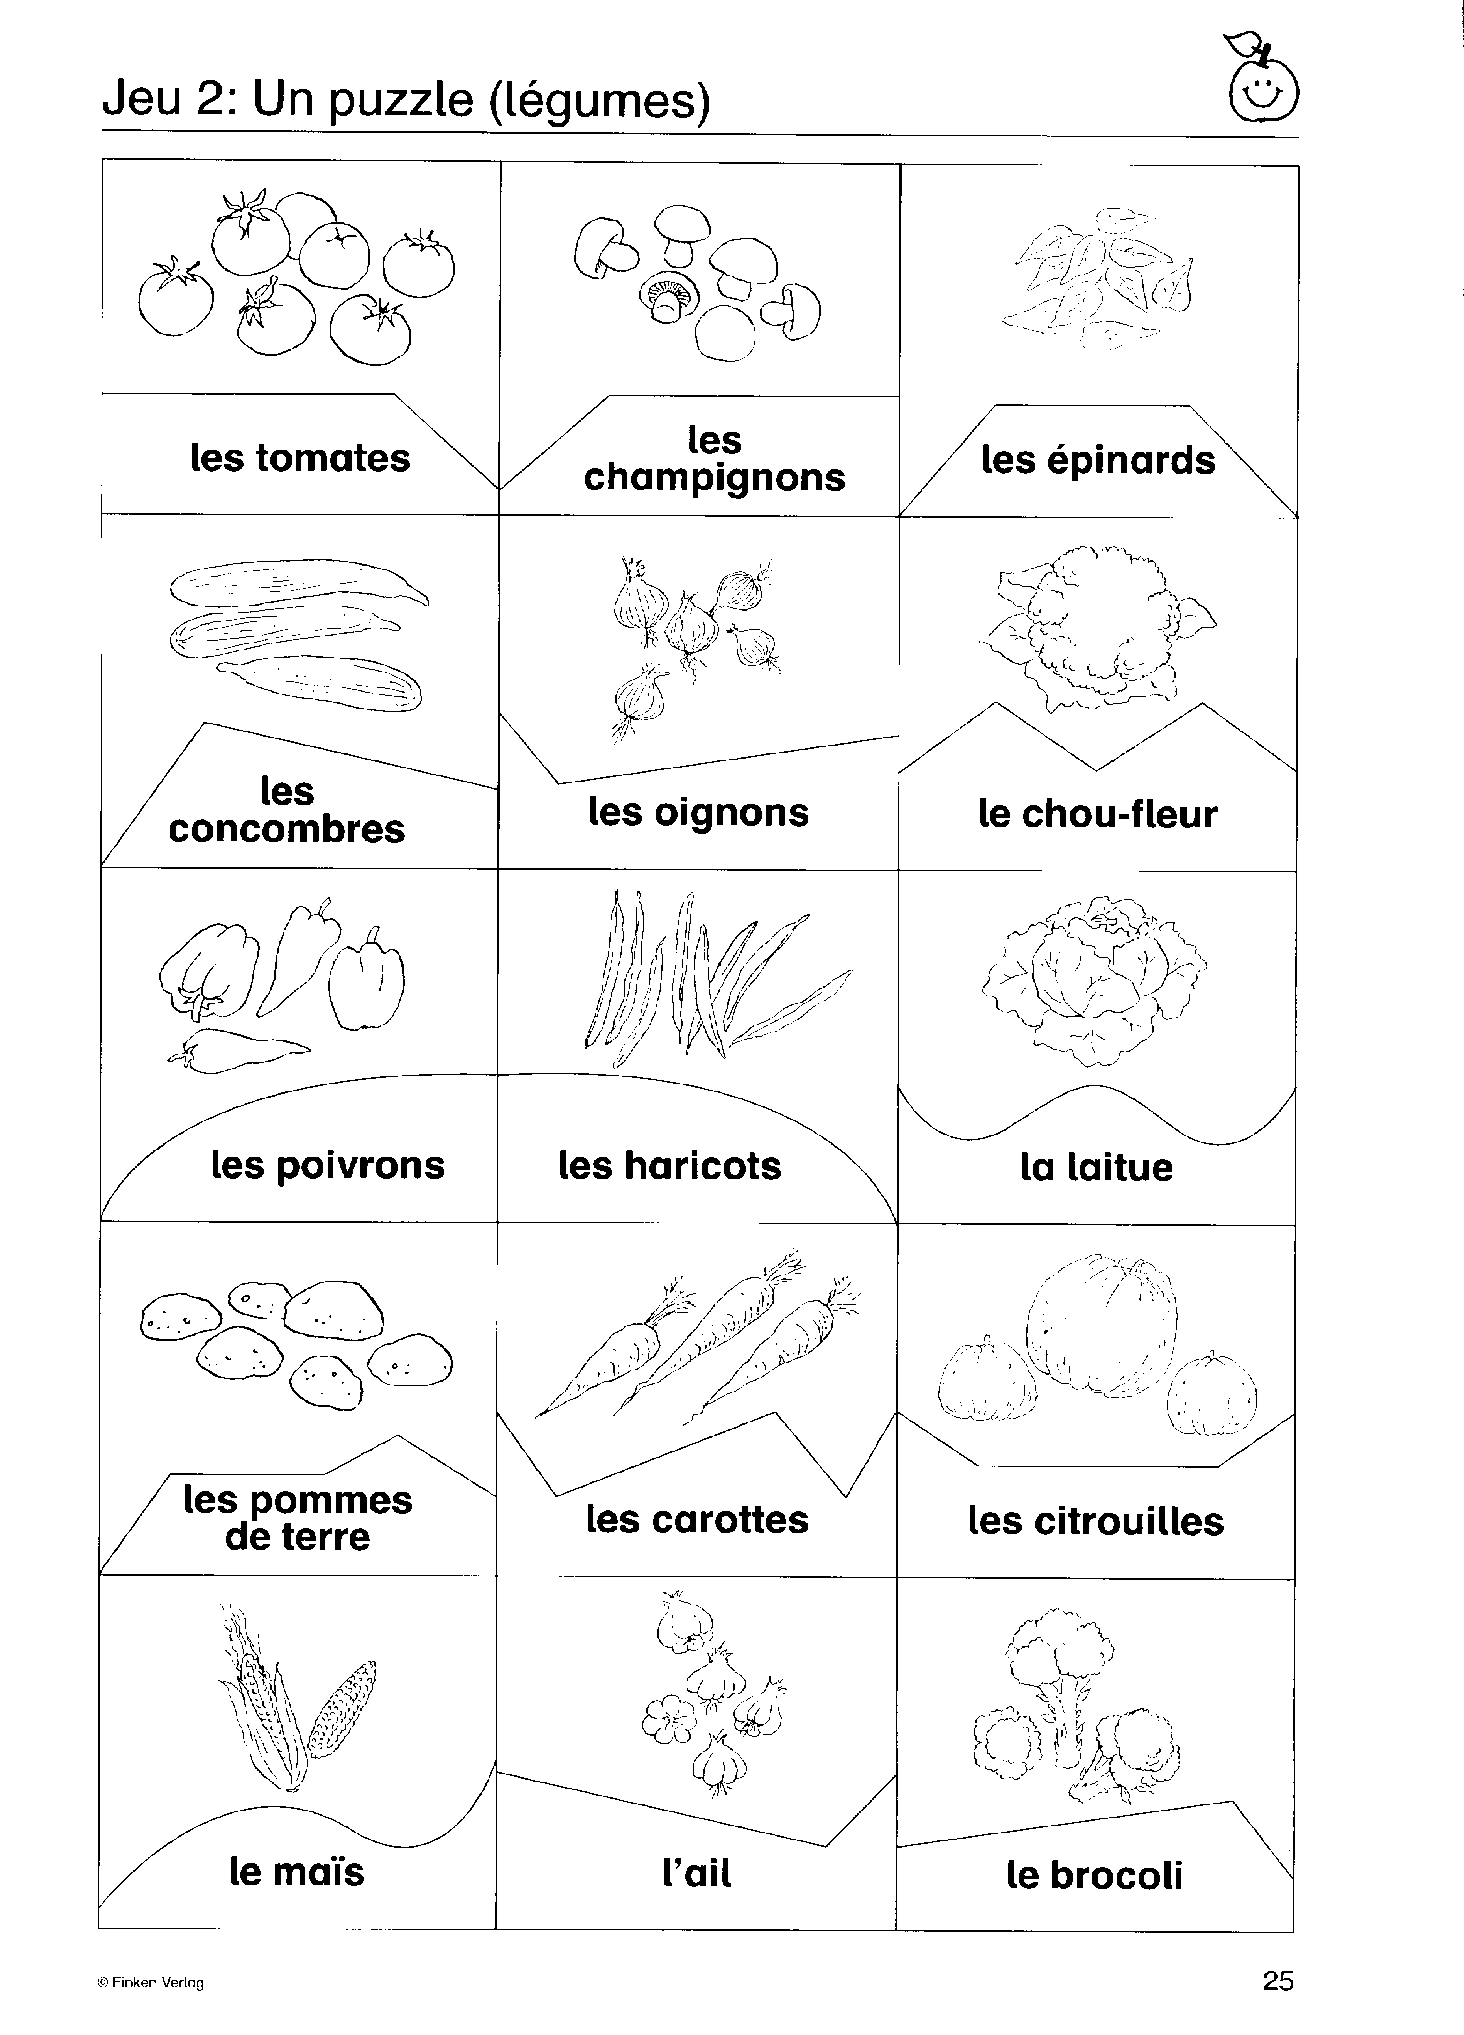 Jeu 2: Un puzzle (légumes)
les tomates
les
champignons
les épinards
les
concombres
les oignons
le chou-fleur
les poivrons
les haricots
la laitue
les pommes
de terre
les carottes
les citrouilles
le maïs
l'ail
le brocoli
© Finken Verlag
25